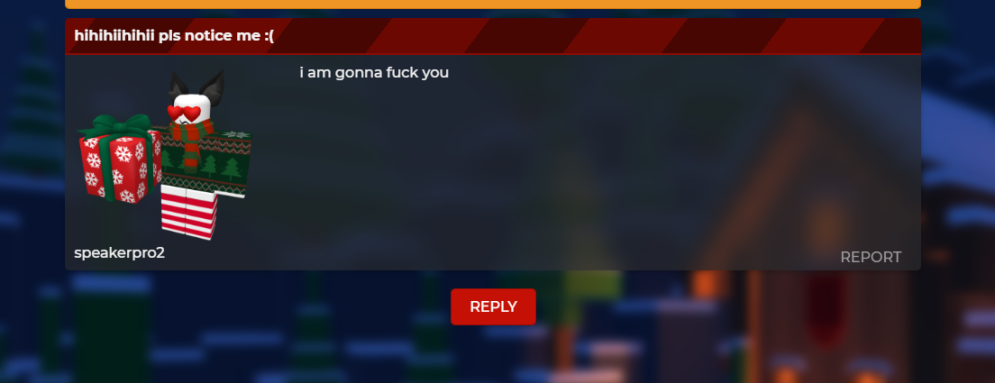 hihihiihihii pls notice me :(
i am gonna fuck you
speakerpro2
REPORT
REPLY